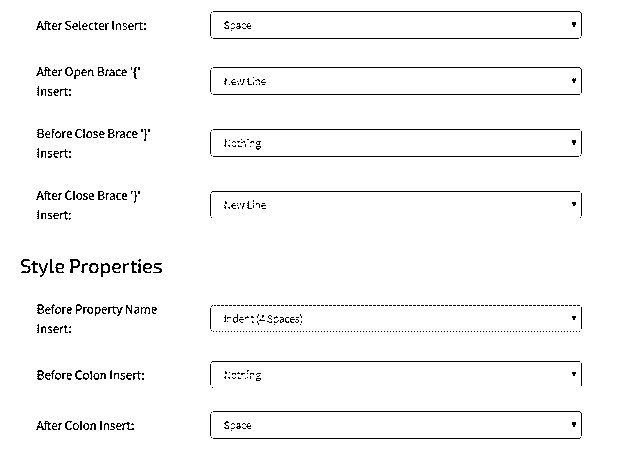 After Selecter Insert:
Space
After Open Brace '{'
Insert:
New Line
Before Close Brace '}'
Insert:
Nothing
After Close Brace '}'
Insert:
New Line
Style Properties
Before Property Name
Insert:
Indent (4 Spaces)
Before Colon Insert:
Nothing
After Colon Insert:
Space